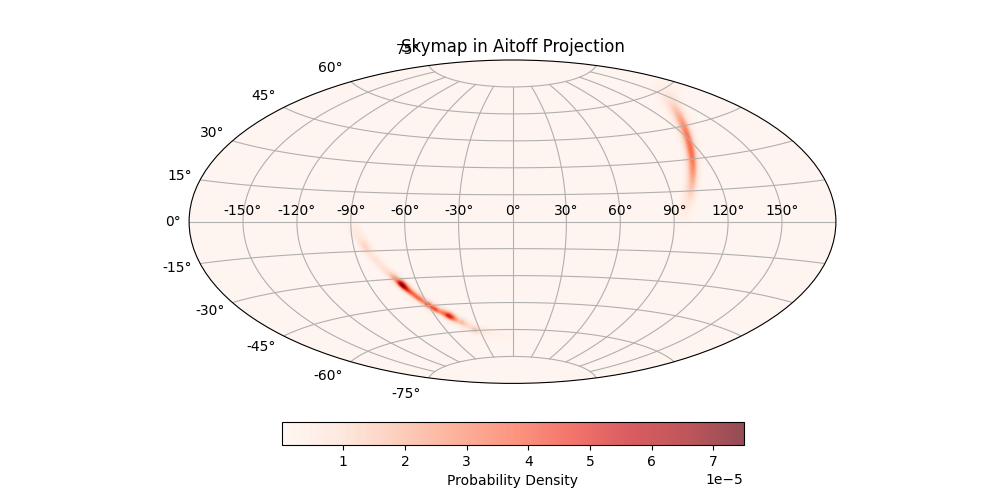 Skymap in Aitoff Projection
75°
60°
45°
30°
15°
-150° -120° -90° -60° -30° 0° 30° 60° 90° 120° 150°
0°
-15°
-30°
-45°
-60°
-75°
1 2 3 4 5 6 7
1e−5
Probability Density